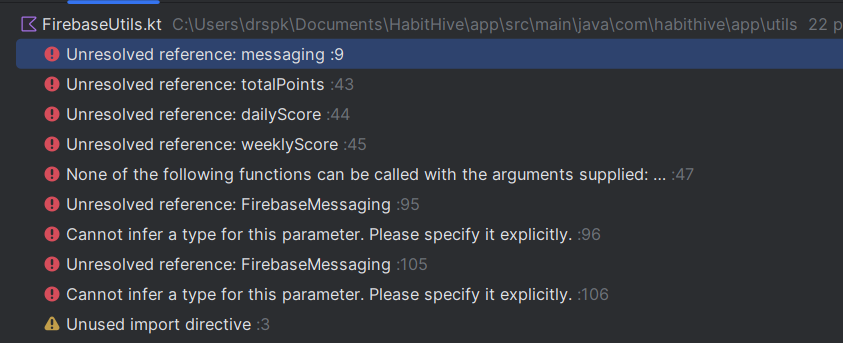 FirebaseUtils.kt C:\Users\drspk\Documents\HabitHive\app\src\main\java\com\habithive\app\utils 22 p
Unresolved reference: messaging :9
Unresolved reference: totalPoints :43
Unresolved reference: dailyScore :44
Unresolved reference: weeklyScore :45
None of the following functions can be called with the arguments supplied: ... :47
Unresolved reference: FirebaseMessaging :95
Cannot infer a type for this parameter. Please specify it explicitly. :96
Unresolved reference: FirebaseMessaging :105
Cannot infer a type for this parameter. Please specify it explicitly. :106
Unused import directive :3